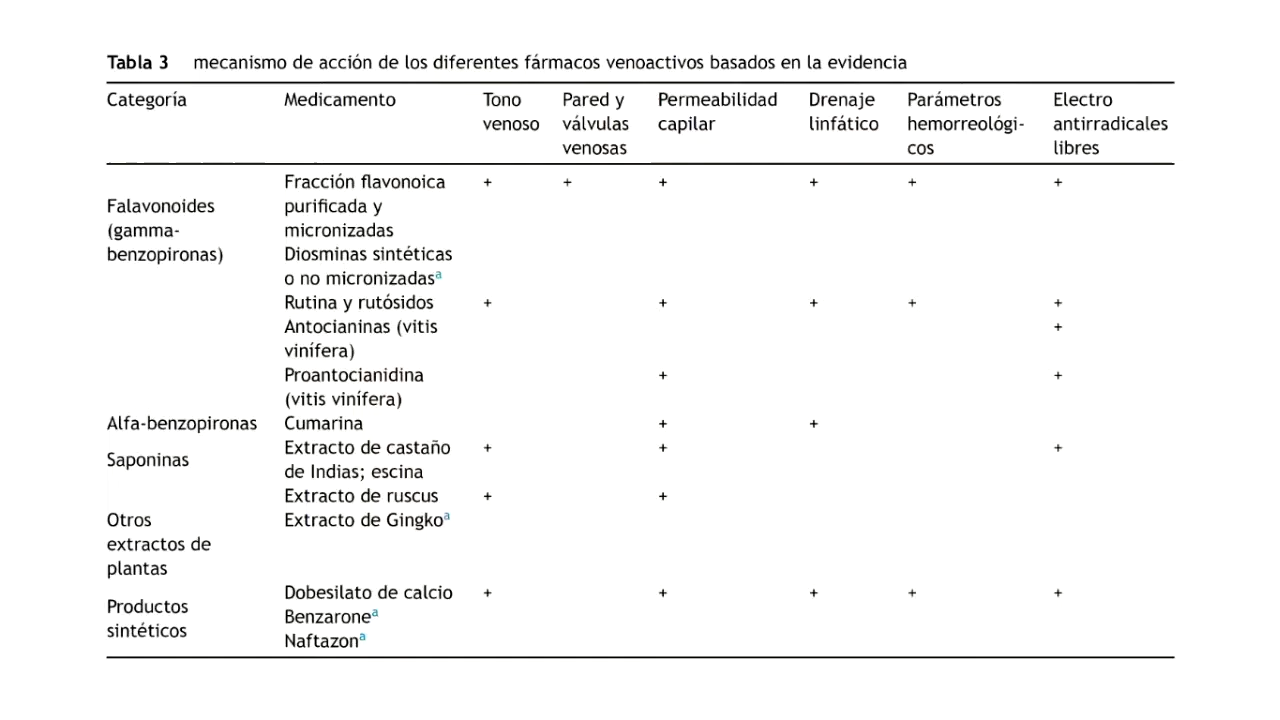 Tabla 3 mecanismo de acción de los diferentes fármacos venoactivos basados en la evidencia
Categoría Medicamento Tono Pared y Permeabilidad Drenaje Parámetros Electro
venoso válvulas capilar linfático hemorreológi- antirradicales
venosas cos libres
Fracción flavonoica + + + + + +
Falavonoides purificada y
(gamma- micronizadas
benzopironas) Diosminas sintéticas
o no micronizadasa
Rutina y rutósidos + + + + +
Antocianinas (vitis +
vinífera)
Proantocianidina + +
(vitis vinífera)
Alfa-benzopironas Cumarina + +
Saponinas Extracto de castaño + + +
de Indias; escina
Extracto de ruscus + +
Otros Extracto de Gingkoa
extractos de
plantas
Productos Dobesilato de calcio + + + + +
sintéticos Benzaronea
Naftazona